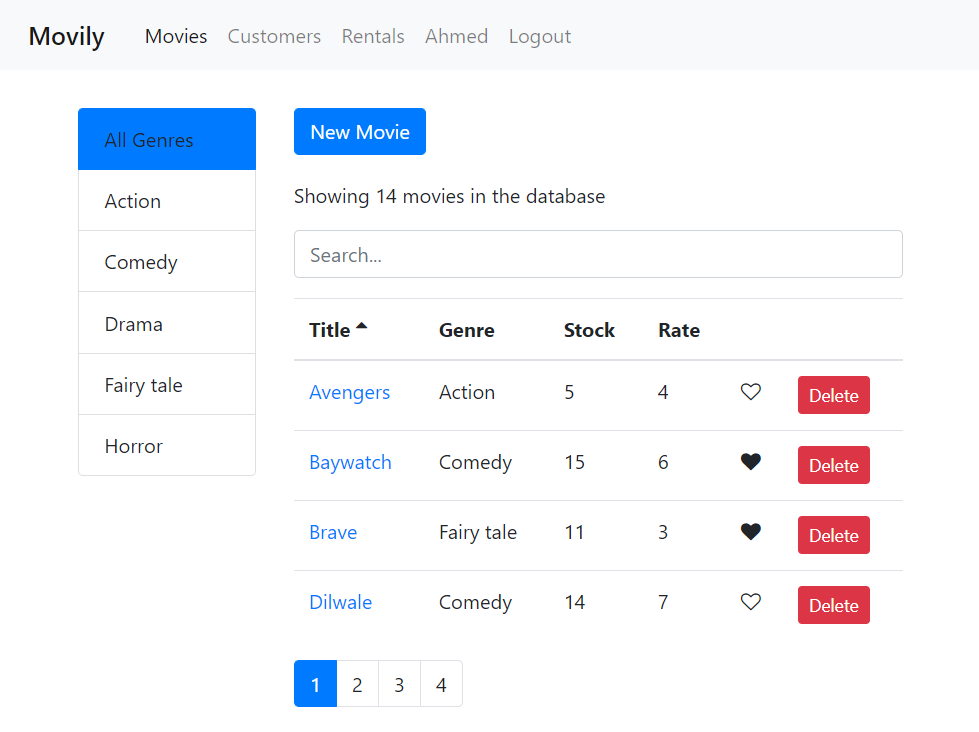 Movily Movies Customers Rentals Ahmed Logout
All Genres
Action
Comedy
Drama
Fairy tale
Horror
New Movie
Showing 14 movies in the database
Search...
Title Genre Stock Rate
Avengers Action 5 4 Delete
Baywatch Comedy 15 6 Delete
Brave Fairy tale 11 3 Delete
Dilwale Comedy 14 7 Delete
1 2 3 4